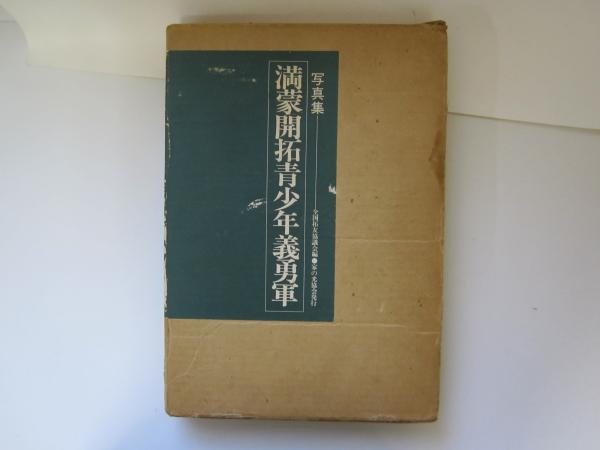 写真集
満蒙開拓青少年義勇軍
全国拓友協議会編●家の光協会発行